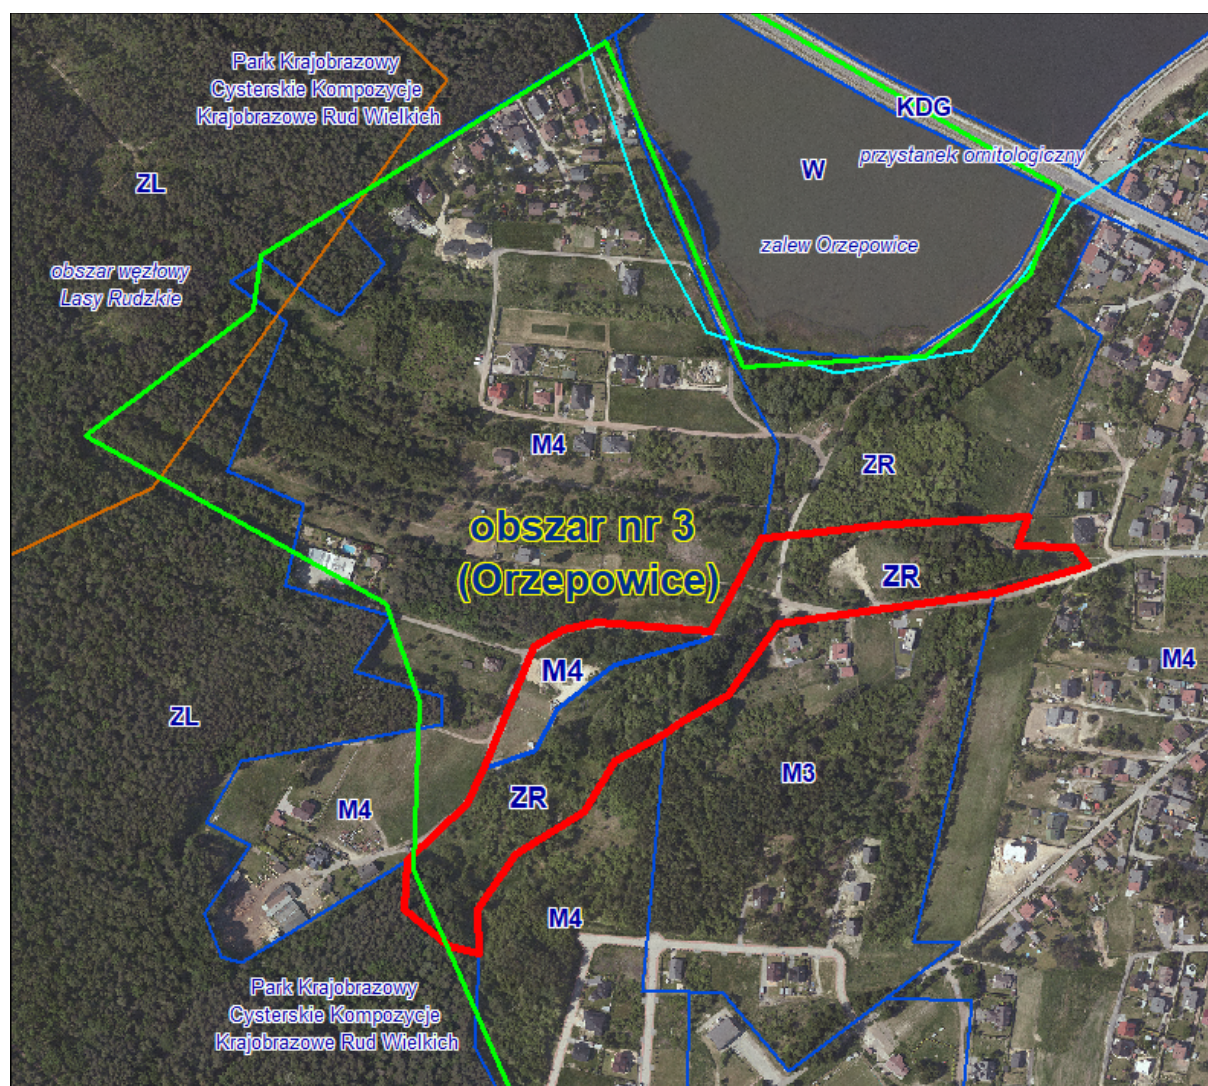 Park Krajobrazowy
Cysterskie Kompozycje
Krajobrazowe Rud Wielkich
KDG
przystanek ornitologiczny
W
ZL
zalew Orzepowice
obszar węzłowy
Lasy Rudzkie
M4
ZR
obszar nr 3
(Orzepowice)
ZR
M4
M4
ZL
M3
ZR
M4
M4
Park Krajobrazowy
Cysterskie Kompozycje
Krajobrazowe Rud Wielkich